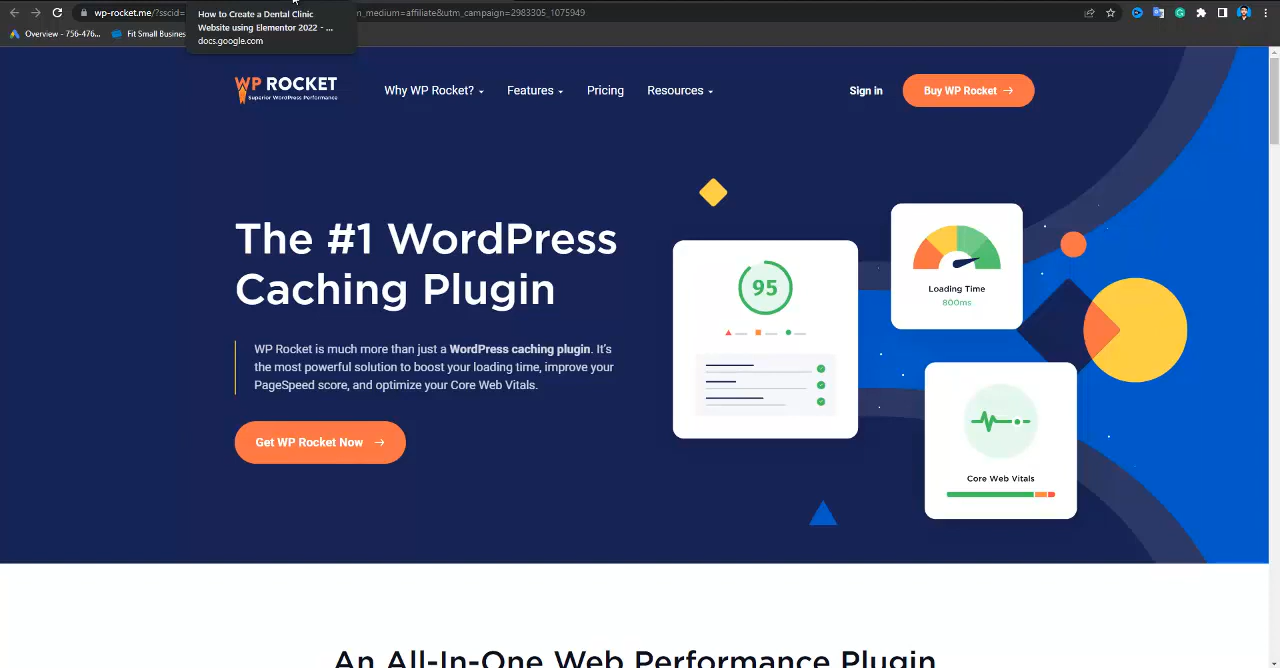 wp-rocket.me/?sscid=
m_medium=affiliate&utm_campaign=2983305_1075949
How to Create a Dental Clinic
Website using Elementor 2022 - ...
docs.google.com
Overview - 756-476...
Fit Small Business
WP ROCKET
Superior WordPress Performance
Why WP Rocket?
Features
Pricing
Resources
Sign in
Buy WP Rocket
The #1 WordPress
Caching Plugin
WP Rocket is much more than just a WordPress caching plugin. It's
the most powerful solution to boost your loading time, improve your
PageSpeed score, and optimize your Core Web Vitals.
Get WP Rocket Now
95
Loading Time
800ms
Core Web Vitals
An All-In-One Web Performance Plugin